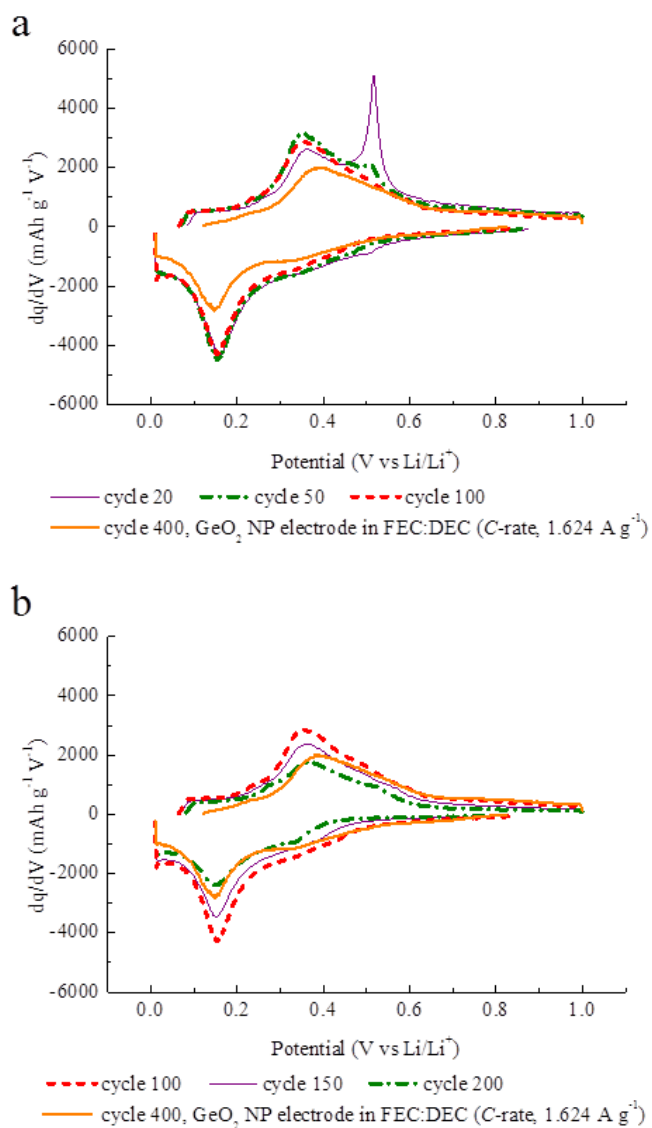 a
6000
4000
2000
0
-2000
-4000
-6000
dq/dV (mAh g⁻¹ V⁻¹)
0.0 0.2 0.4 0.6 0.8 1.0
Potential (V vs Li/Li⁺)
cycle 20 cycle 50 cycle 100
cycle 400, GeO₂ NP electrode in FEC:DEC (C-rate, 1.624 A g⁻¹)
b
6000
4000
2000
0
-2000
-4000
-6000
dq/dV (mAh g⁻¹ V⁻¹)
0.0 0.2 0.4 0.6 0.8 1.0
Potential (V vs Li/Li⁺)
cycle 100 cycle 150 cycle 200
cycle 400, GeO₂ NP electrode in FEC:DEC (C-rate, 1.624 A g⁻¹)